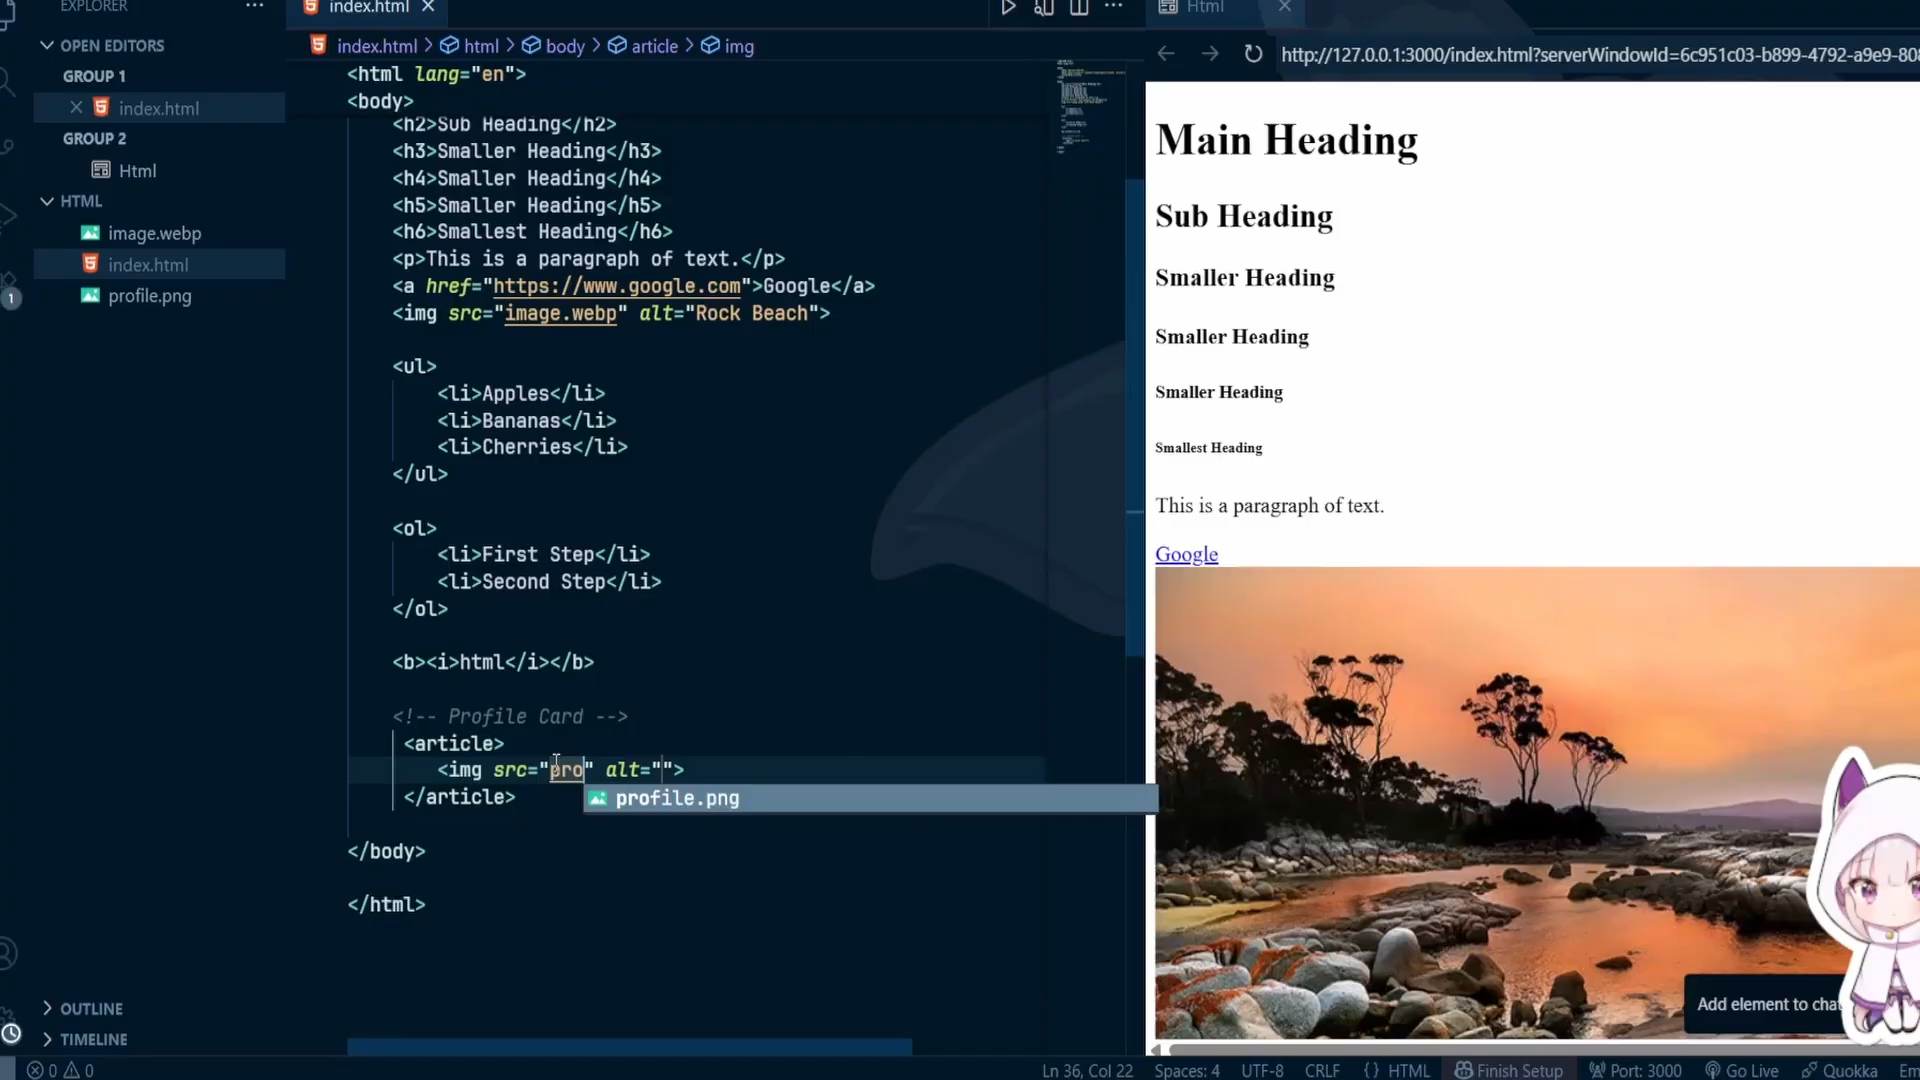 EXPLORER
OPEN EDITORS
GROUP 1
index.html
GROUP 2
Html
HTML
image.webp
index.html
profile.png
1
OUTLINE
TIMELINE
index.html
index.html > html > body > article > img
<html lang="en">
<body>
<h2>Sub Heading</h2>
<h3>Smaller Heading</h3>
<h4>Smaller Heading</h4>
<h5>Smaller Heading</h5>
<h6>Smallest Heading</h6>
<p>This is a paragraph of text.</p>
<a href="https://www.google.com">Google</a>
<img src="image.webp" alt="Rock Beach">
<ul>
<li>Apples</li>
<li>Bananas</li>
<li>Cherries</li>
</ul>
<ol>
<li>First Step</li>
<li>Second Step</li>
</ol>
<b><i>html</i></b>
<!-- Profile Card -->
<article>
<img src="pro" alt="">
</article>
profile.png
</body>
</html>
Html
http://127.0.0.1:3000/index.html?serverWindowId=6c951c03-b899-4792-a9e9-80
Main Heading
Sub Heading
Smaller Heading
Smaller Heading
Smaller Heading
Smallest Heading
This is a paragraph of text.
Google
Add element to chat
0 0 Ln 36, Col 22 Spaces: 4 UTF-8 CRLF {} HTML Finish Setup Port: 3000 Go Live Quokka Em